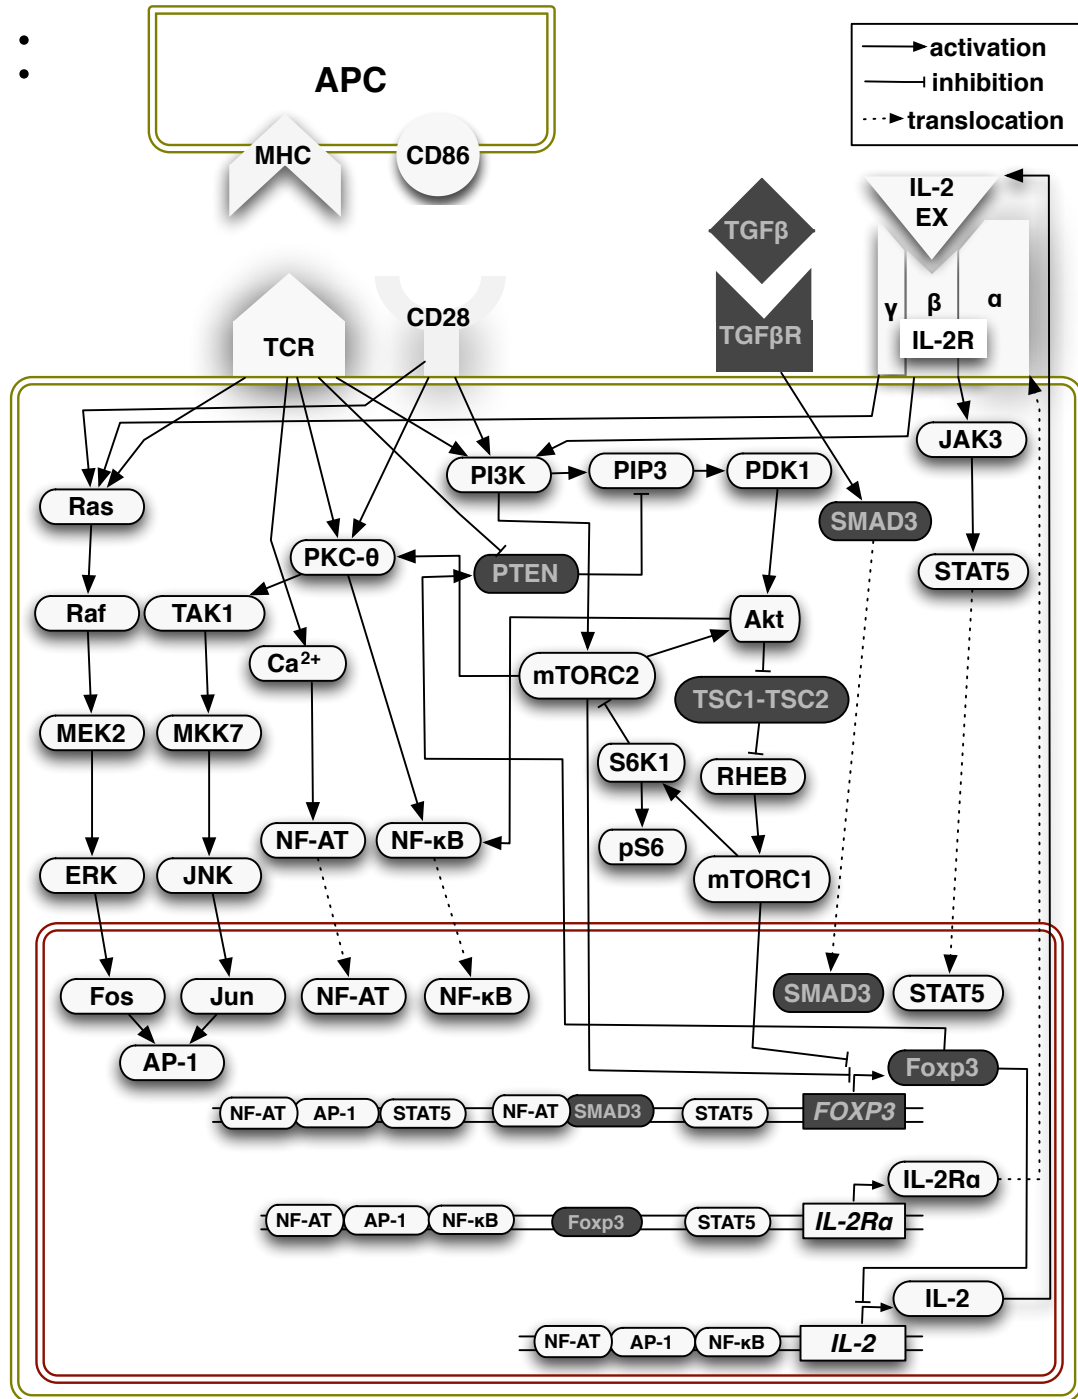 •
•
APC
activation
inhibition
translocation
MHC
CD86
IL-2
EX
TGFβ
γ
β
α
TGFβR
IL-2R
CD28
TCR
JAK3
PI3K
PIP3
PDK1
Ras
SMAD3
PKC-θ
PTEN
STAT5
Raf
TAK1
Akt
Ca²⁺
mTORC2
TSC1-TSC2
MEK2
MKK7
S6K1
RHEB
NF-AT
NF-κB
pS6
ERK
JNK
mTORC1
Fos
Jun
NF-AT
NF-κB
SMAD3
STAT5
AP-1
Foxp3
NF-AT
AP-1
STAT5
NF-AT
SMAD3
STAT5
FOXP3
IL-2Rα
NF-AT
AP-1
NF-κB
Foxp3
STAT5
IL-2Rα
IL-2
NF-AT
AP-1
NF-κB
IL-2